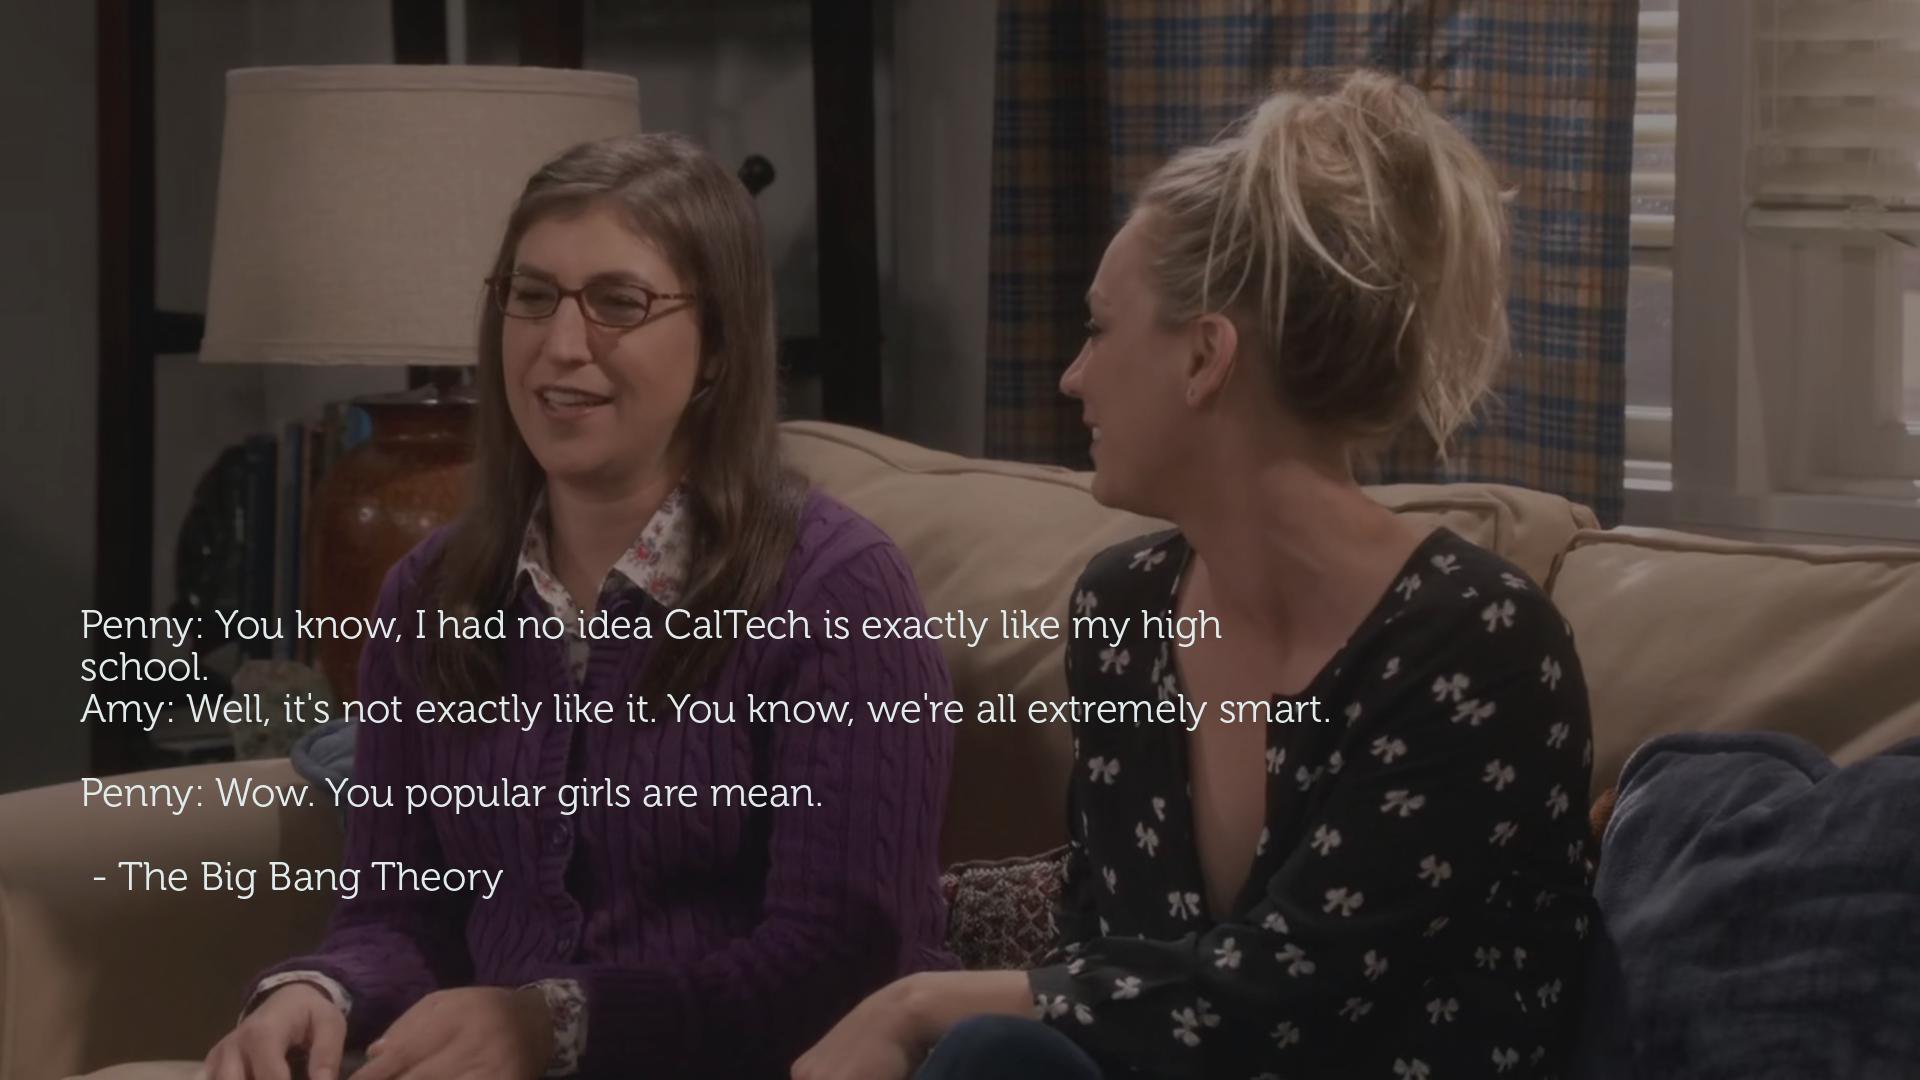 Penny: You know, I had no idea CalTech is exactly like my high
school.
Amy: Well, it's not exactly like it. You know, we're all extremely smart.
Penny: Wow. You popular girls are mean.
- The Big Bang Theory